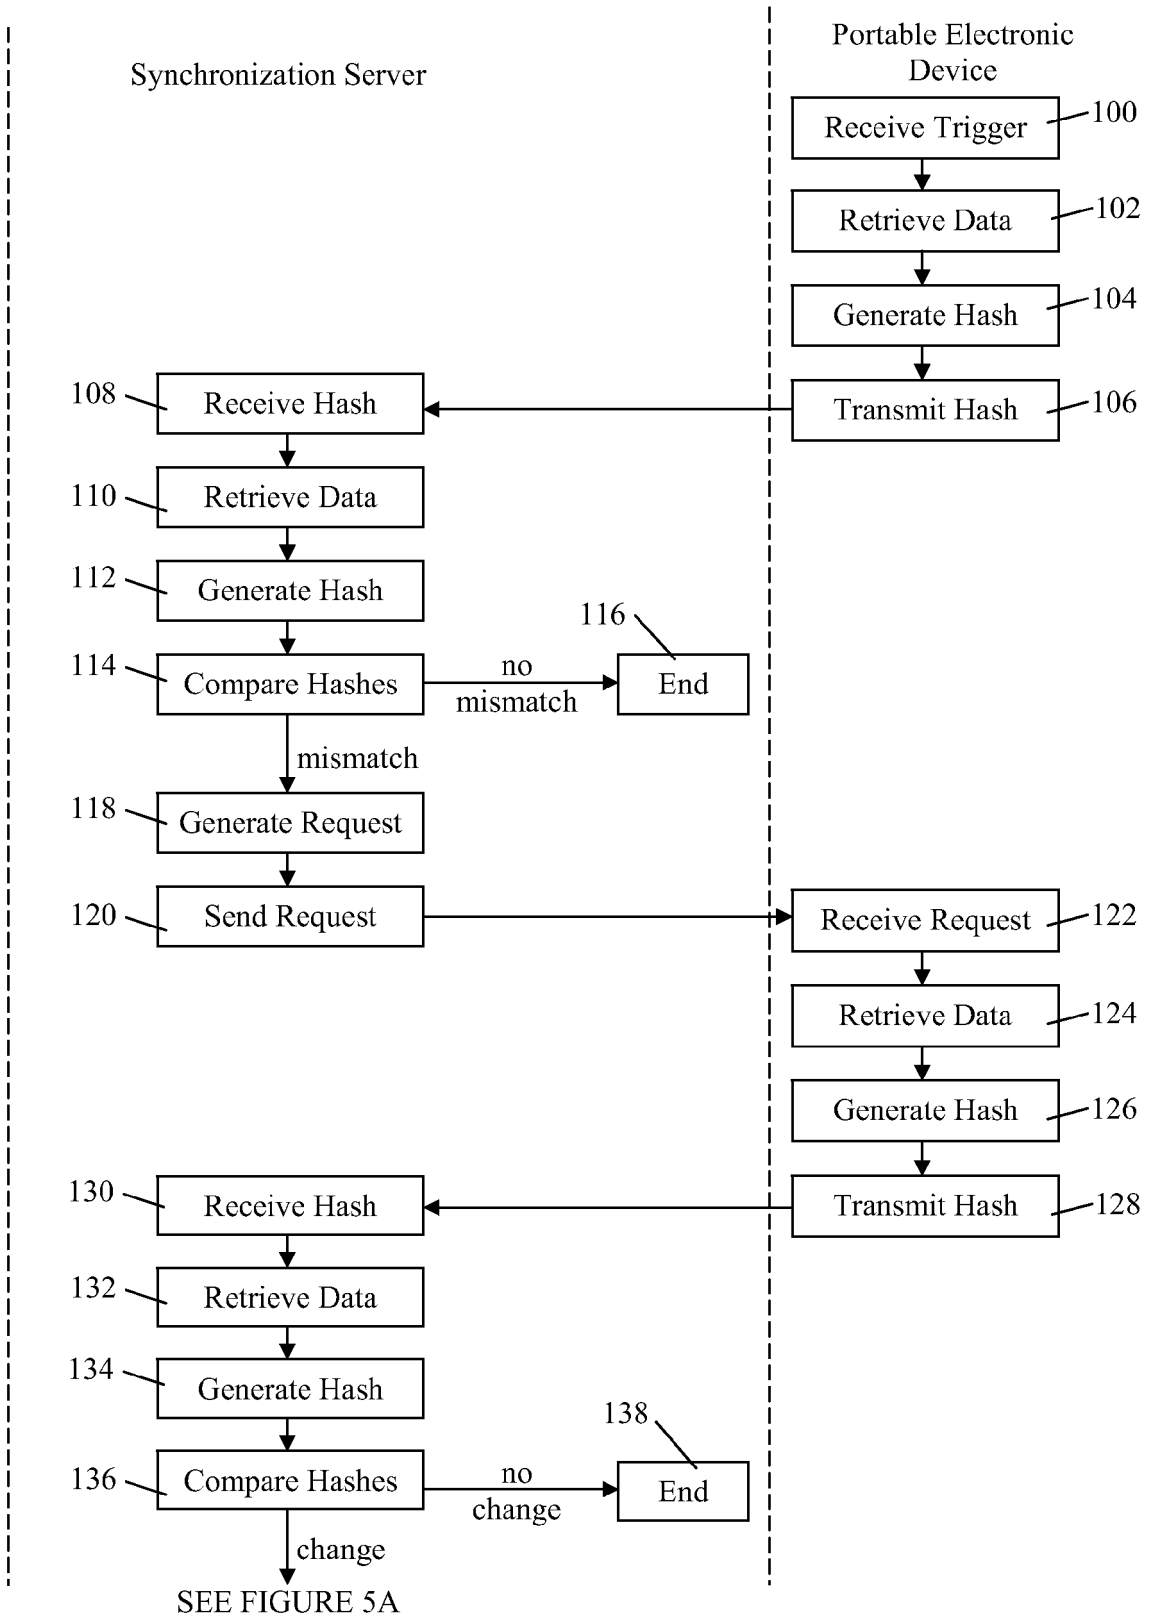 Synchronization Server
Portable Electronic
Device
Receive Trigger
100
Retrieve Data
102
Generate Hash
104
Transmit Hash
106
108
Receive Hash
110
Retrieve Data
112
Generate Hash
114
Compare Hashes
no
mismatch
116
End
mismatch
118
Generate Request
120
Send Request
Receive Request
122
Retrieve Data
124
Generate Hash
126
Transmit Hash
128
130
Receive Hash
132
Retrieve Data
134
Generate Hash
136
Compare Hashes
no
change
138
End
change
SEE FIGURE 5A